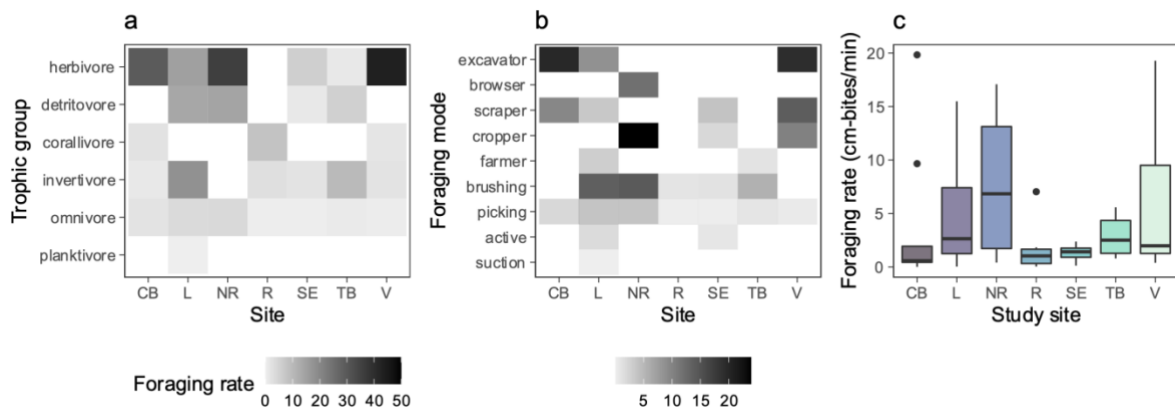 a
Trophic group
herbivore
detritovore
corallivore
invertivore
omnivore
planktivore
CB L NR R SE TB V
Site
b
Foraging mode
excavator
browser
scraper
cropper
farmer
brushing
picking
active
suction
CB L NR R SE TB V
Site
c
Foraging rate (cm-bites/min)
20
15
10
5
0
CB L NR R SE TB V
Study site
Foraging rate
0 10 20 30 40 50
5 10 15 20